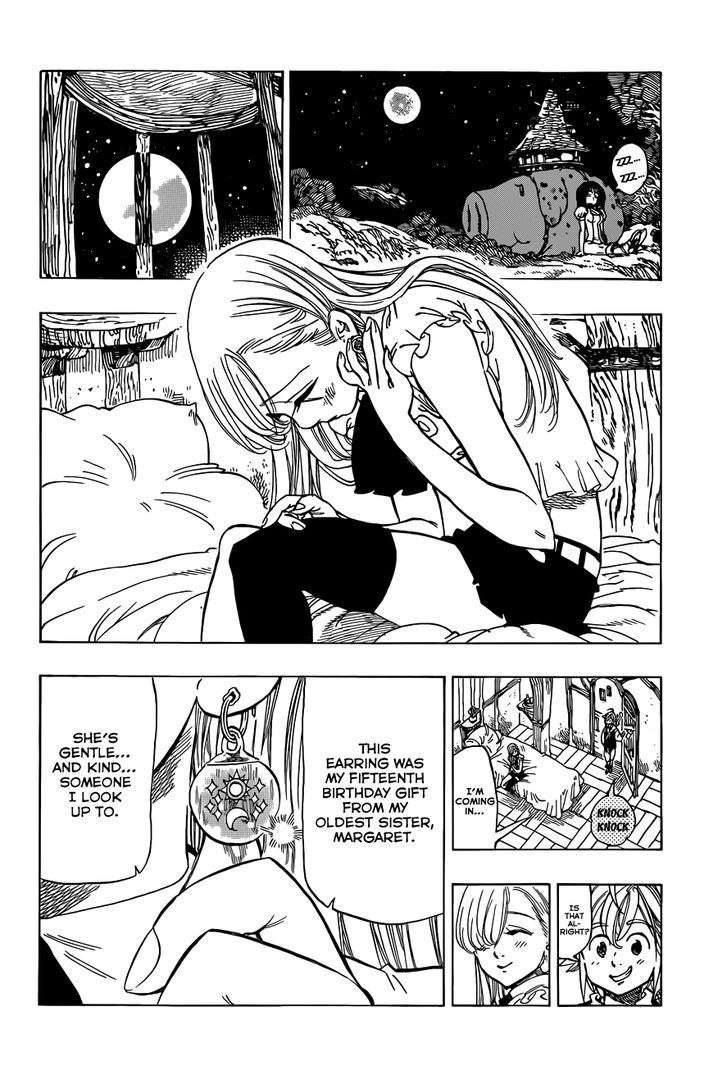 ZZZ...
ZZZ...
I'M
COMING
IN...
KNOCK
KNOCK
IS
THAT
AL-
RIGHT?
THIS
EARRING WAS
MY FIFTEENTH
BIRTHDAY GIFT
FROM MY
OLDEST SISTER,
MARGARET.
SHE'S
GENTLE...
AND KIND...
SOMEONE
I LOOK
UP TO.